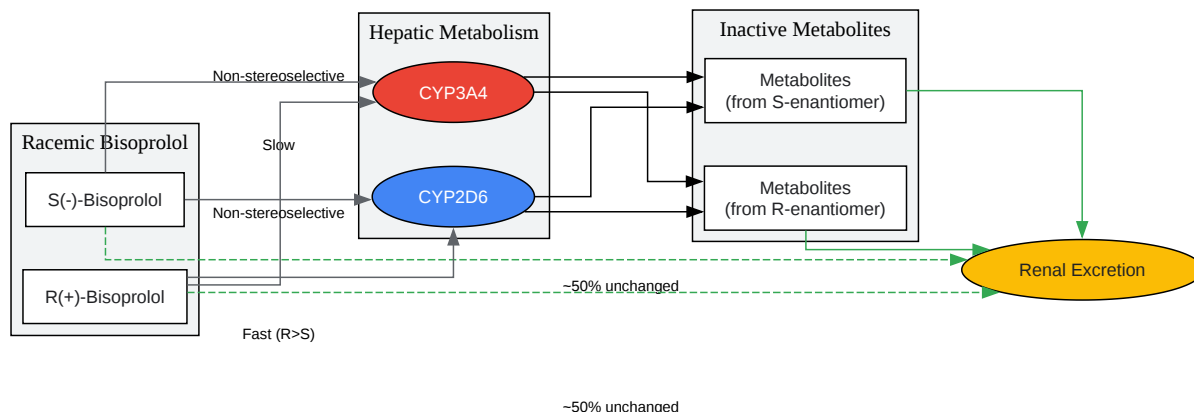 Hepatic Metabolism
Inactive Metabolites
Non-stereoselective
CYP3A4
Metabolites
(from S-enantiomer)
Racemic Bisoprolol
Slow
S(-)-Bisoprolol
CYP2D6
Non-stereoselective
Metabolites
(from R-enantiomer)
R(+)-Bisoprolol
~50% unchanged
Renal Excretion
Fast (R>S)
~50% unchanged